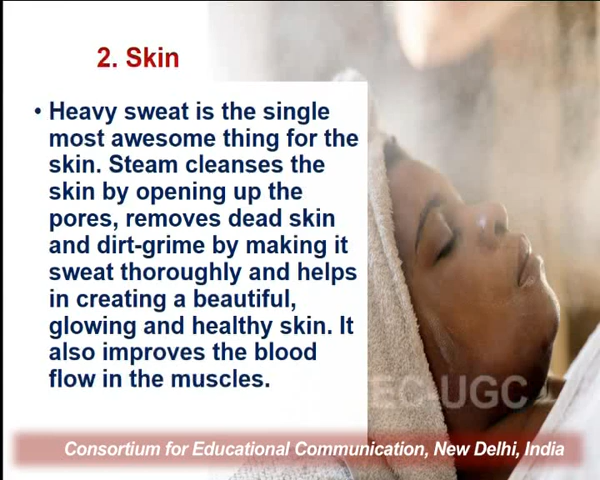 2. Skin
• Heavy sweat is the single
most awesome thing for the
skin. Steam cleanses the
skin by opening up the
pores, removes dead skin
and dirt-grime by making it
sweat thoroughly and helps
in creating a beautiful,
glowing and healthy skin. It
also improves the blood
flow in the muscles.
EC-UGC
Consortium for Educational Communication, New Delhi, India